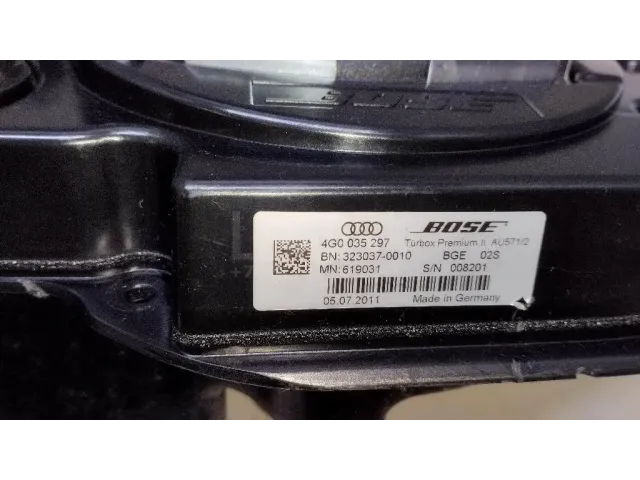 BOSE
BOSE
4G0 035 297 Türbox Premium II AU571/2
BN: 323037-0010 BGE 02S
MN: 619031 S/N 008201
05.07.2011 Made in Germany